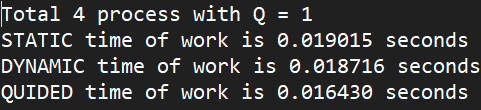 Total 4 process with Q = 1
STATIC time of work is 0.019015 seconds
DYNAMIC time of work is 0.018716 seconds
QUIDED time of work is 0.016430 seconds